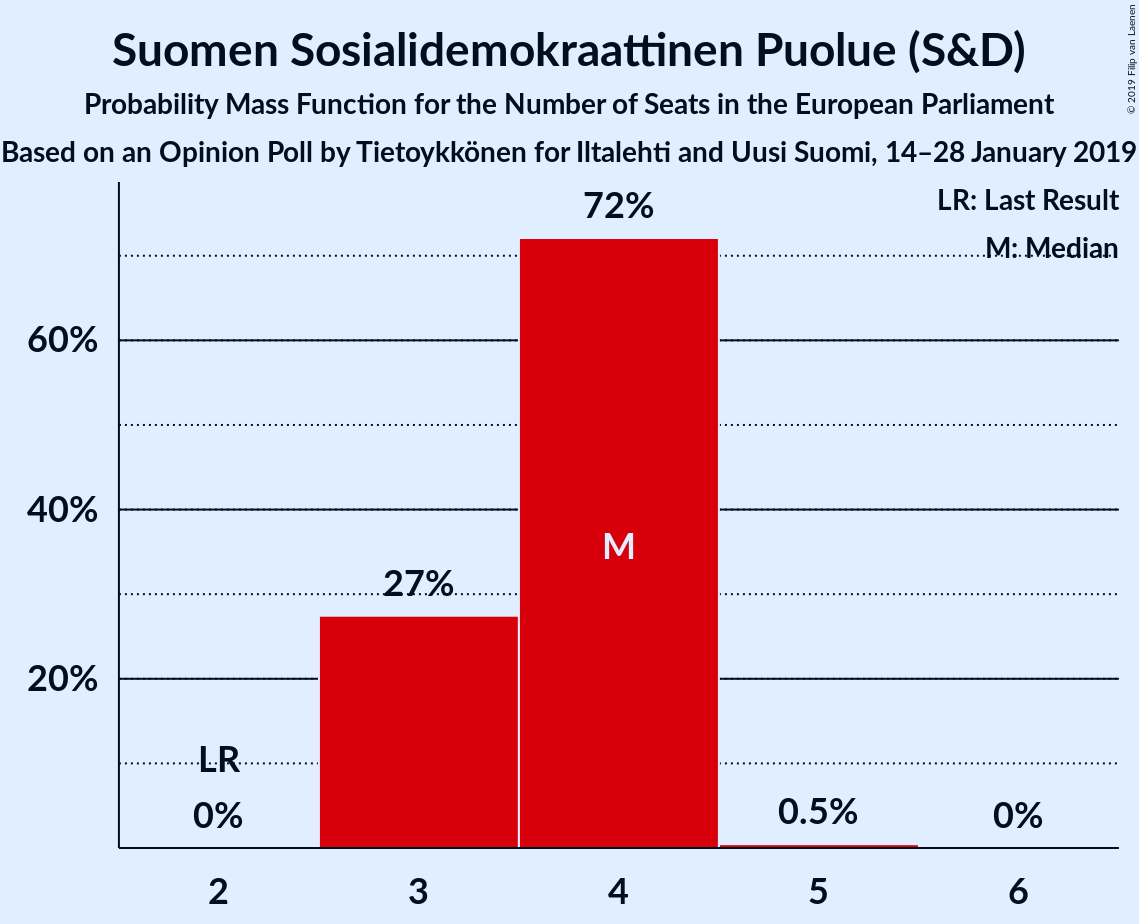 Suomen Sosialidemokraattinen Puolue (S&D)
Probability Mass Function for the Number of Seats in the European Parliament
Based on an Opinion Poll by Tietoykkönen for Iltalehti and Uusi Suomi, 14–28 January 2019
© 2019 Filip van Laenen
LR: Last Result
M: Median
72%
60%
40%
M
27%
20%
LR
0%
0.5%
0%
2 3 4 5 6